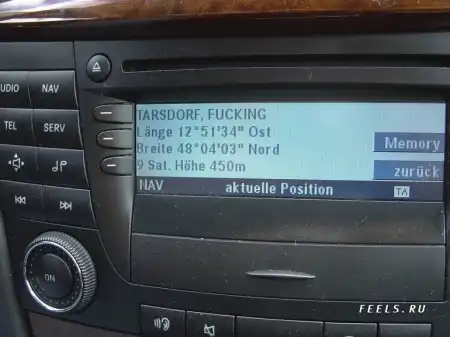 AUDIO NAV
TEL SERV
ON
TARSDORF, FUCKING
Länge 12°51'34" Ost
Breite 48°04'03" Nord
9 Sat. Höhe 450m
Memory
zurück
NAV aktuelle Position TA
FEELS.RU